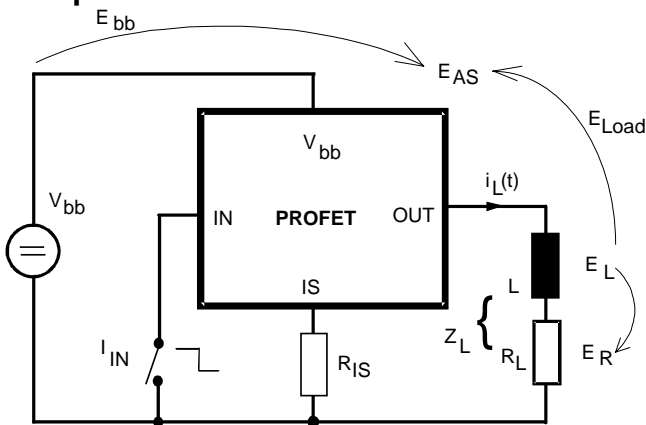 E bb
E AS
E Load
V bb
V bb
i L (t)
IN PROFET OUT
IS
L
E L
Z L {
I IN
R IS
R L
E R